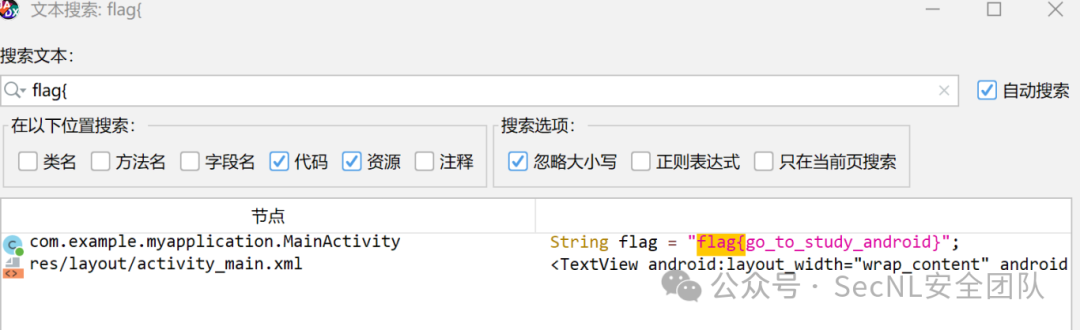 文本搜索: flag{
搜索文本:
flag{
自动搜索
在以下位置搜索: 搜索选项:
类名 方法名 字段名 代码 资源 注释 忽略大小写 正则表达式 只在当前页搜索
节点
com.example.myapplication.MainActivity String flag = "flag{go_to_study_android}";
res/layout/activity_main.xml <TextView android:layout_width="wrap_content" android
公众号 · SecNL安全团队